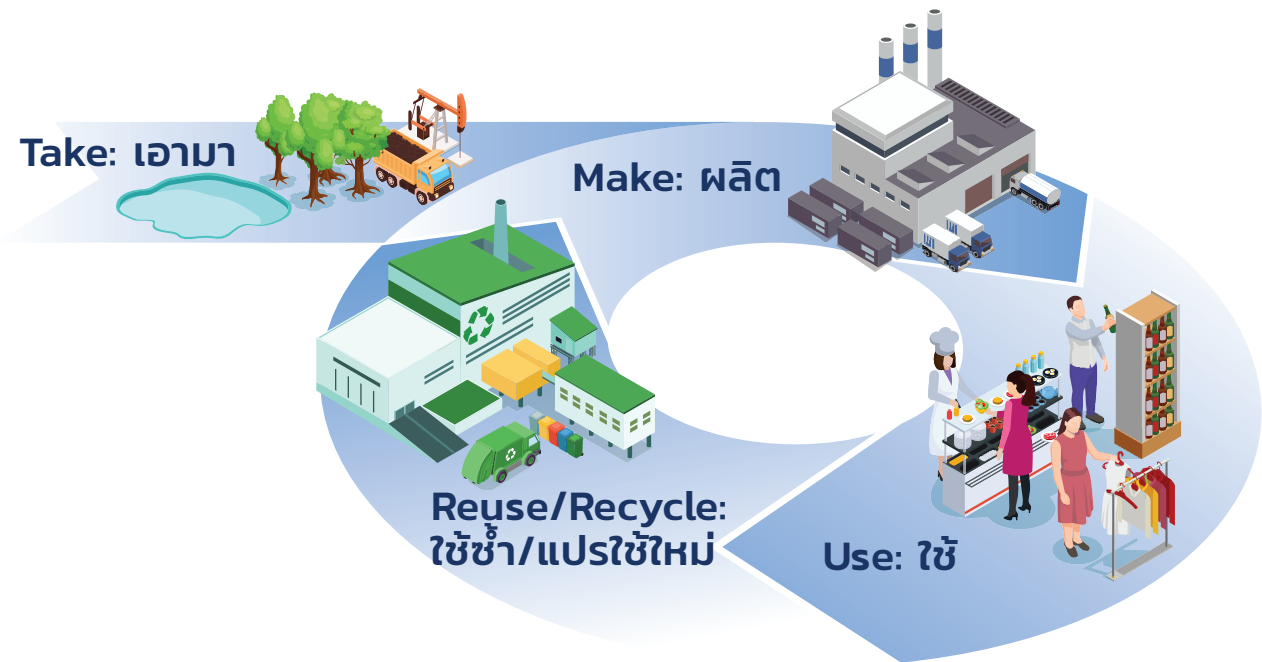 Take: เอามา
Make: ผลิต
Reuse/Recycle:
ใช้ซ้ำ/แปรใช้ใหม่
Use: ใช้